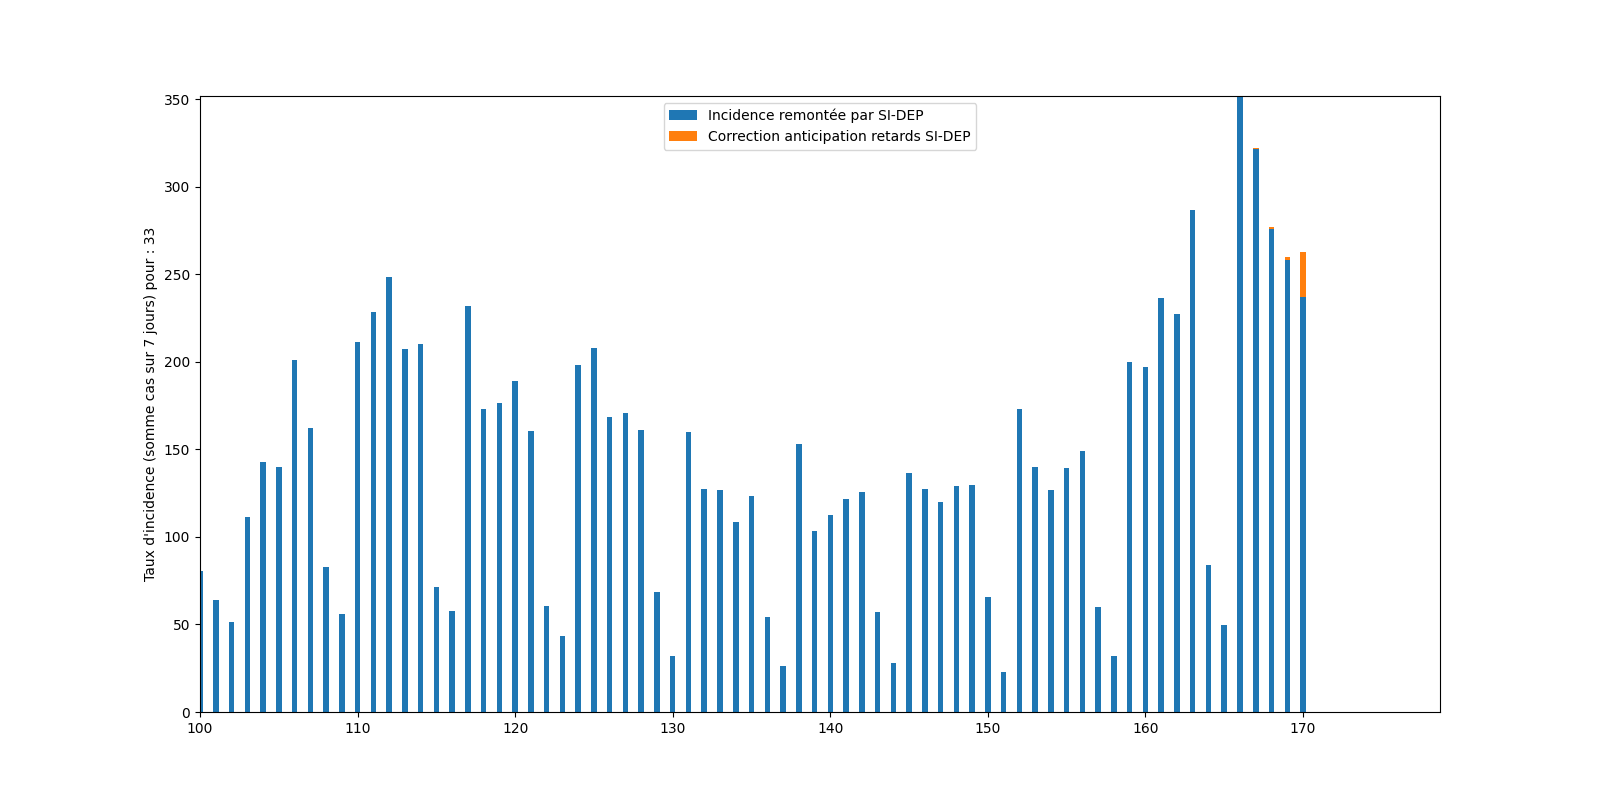 Incidence remontée par SI-DEP
Correction anticipation retards SI-DEP
Taux d'incidence (somme cas sur 7 jours) pour : 33
350
300
250
200
150
100
50
0
100 110 120 130 140 150 160 170